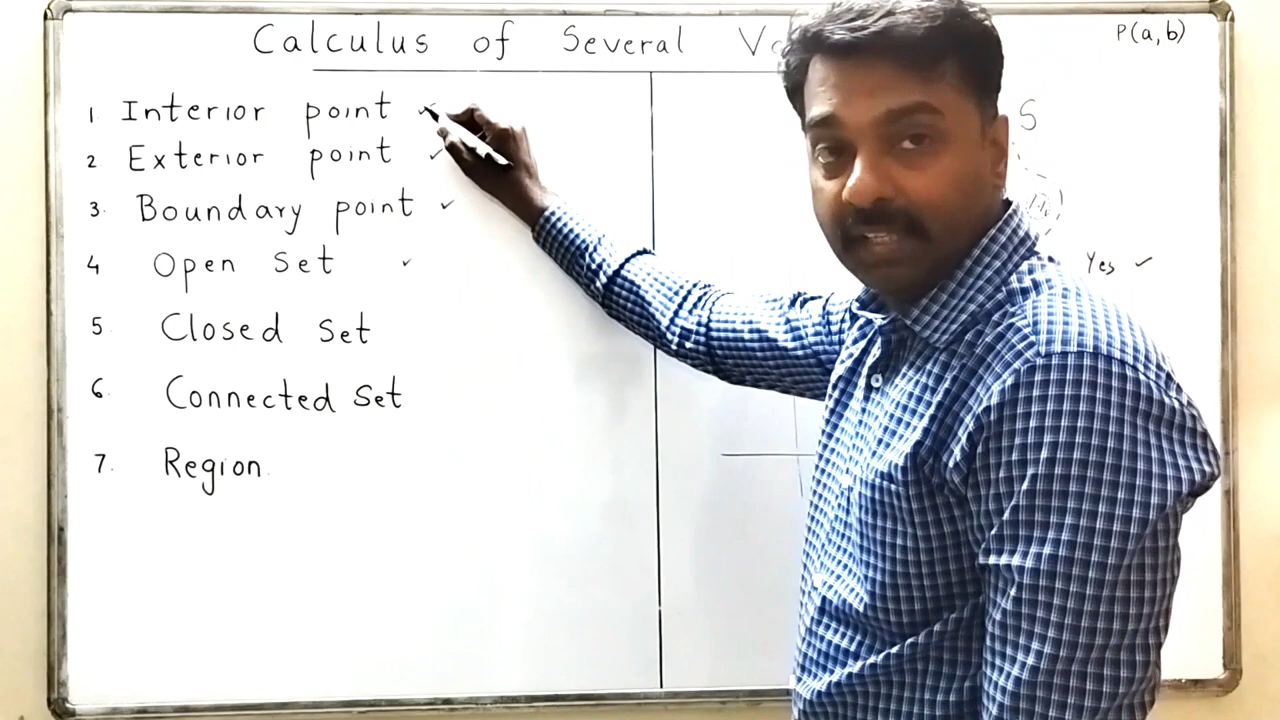 Calculus of Several
P(a,b)
1. Interior point ✓
2 Exterior point ✓
3. Boundary point ✓
4 Open Set ✓
5 Closed Set
6. Connected Set
7. Region
S
Yes ✓